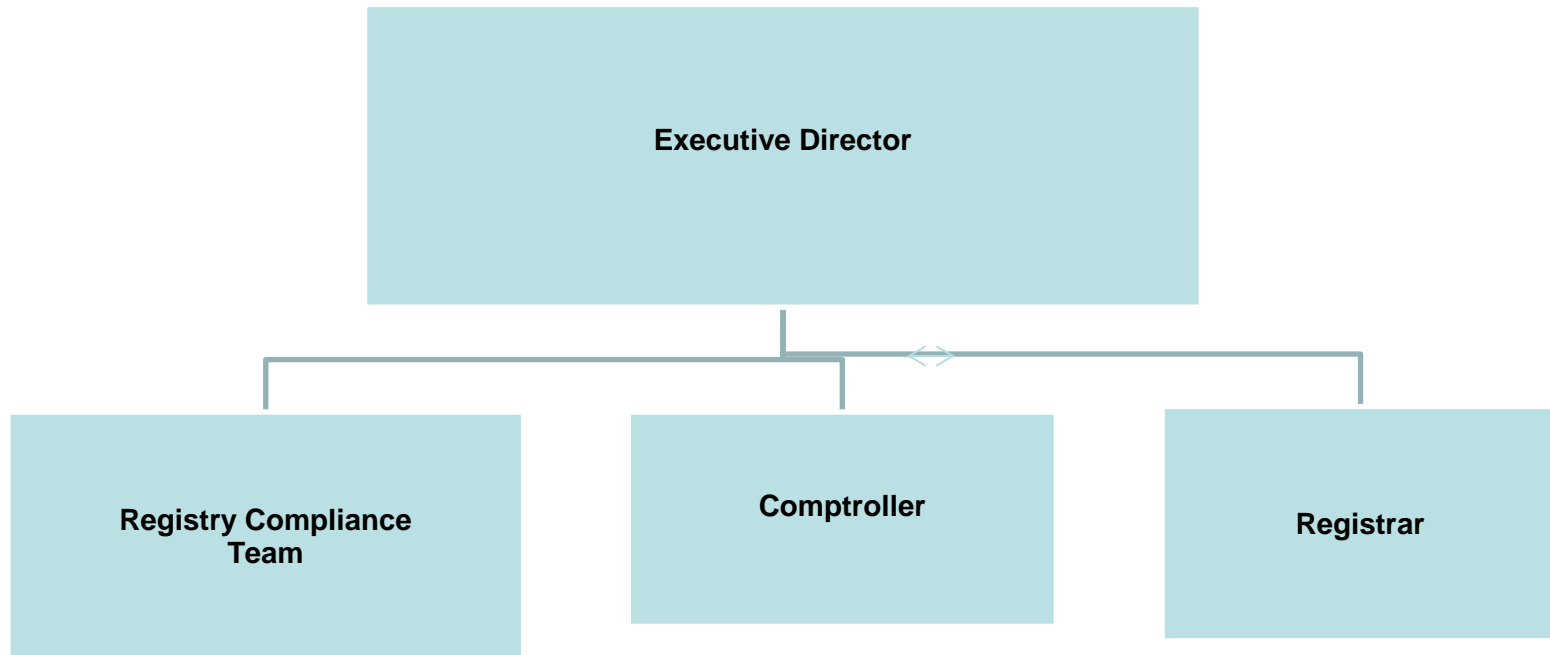 Executive Director
Registry Compliance
Team
Comptroller
Registrar